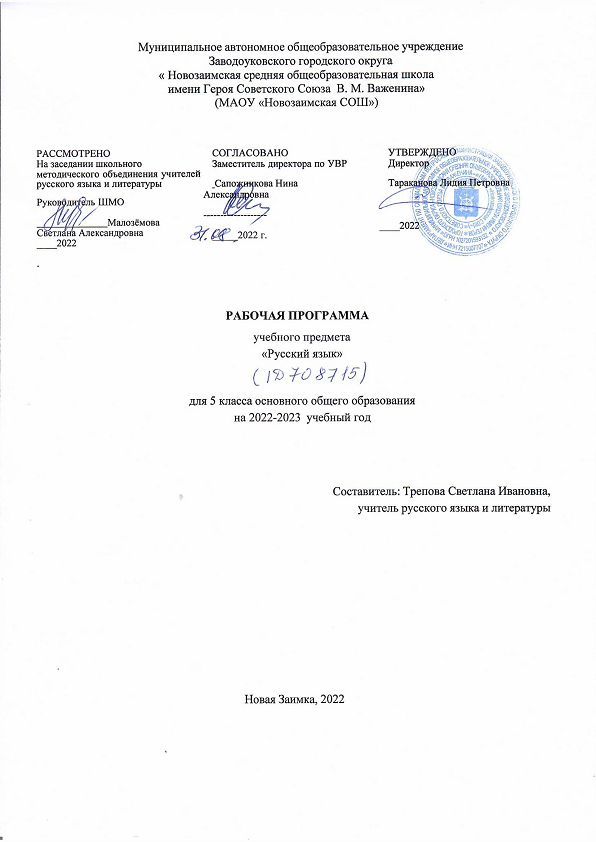 Муниципальное автономное общеобразовательное учреждение
Заводоуковского городского округа
« Новозаимская средняя общеобразовательная школа
имени Героя Советского Союза В. М. Важенина»
(МАОУ «Новозаимская СОШ»)
РАССМОТРЕНО
На заседании школьного
методического объединения учителей
русского языка и литературы
Руководитель ШМО
____________Малозёмова
Светлана Александровна
____2022
СОГЛАСОВАНО
Заместитель директора по УВР
Сапожникова Нина
Александровна
31.08 2022 г.
УТВЕРЖДЕНО
Директор
Тараканова Лидия Петровна
____2022
РАБОЧАЯ ПРОГРАММА
учебного предмета
«Русский язык»
(ID708715)
для 5 класса основного общего образования
на 2022-2023 учебный год
Составитель: Трепова Светлана Ивановна,
учитель русского языка и литературы
Новая Заимка, 2022